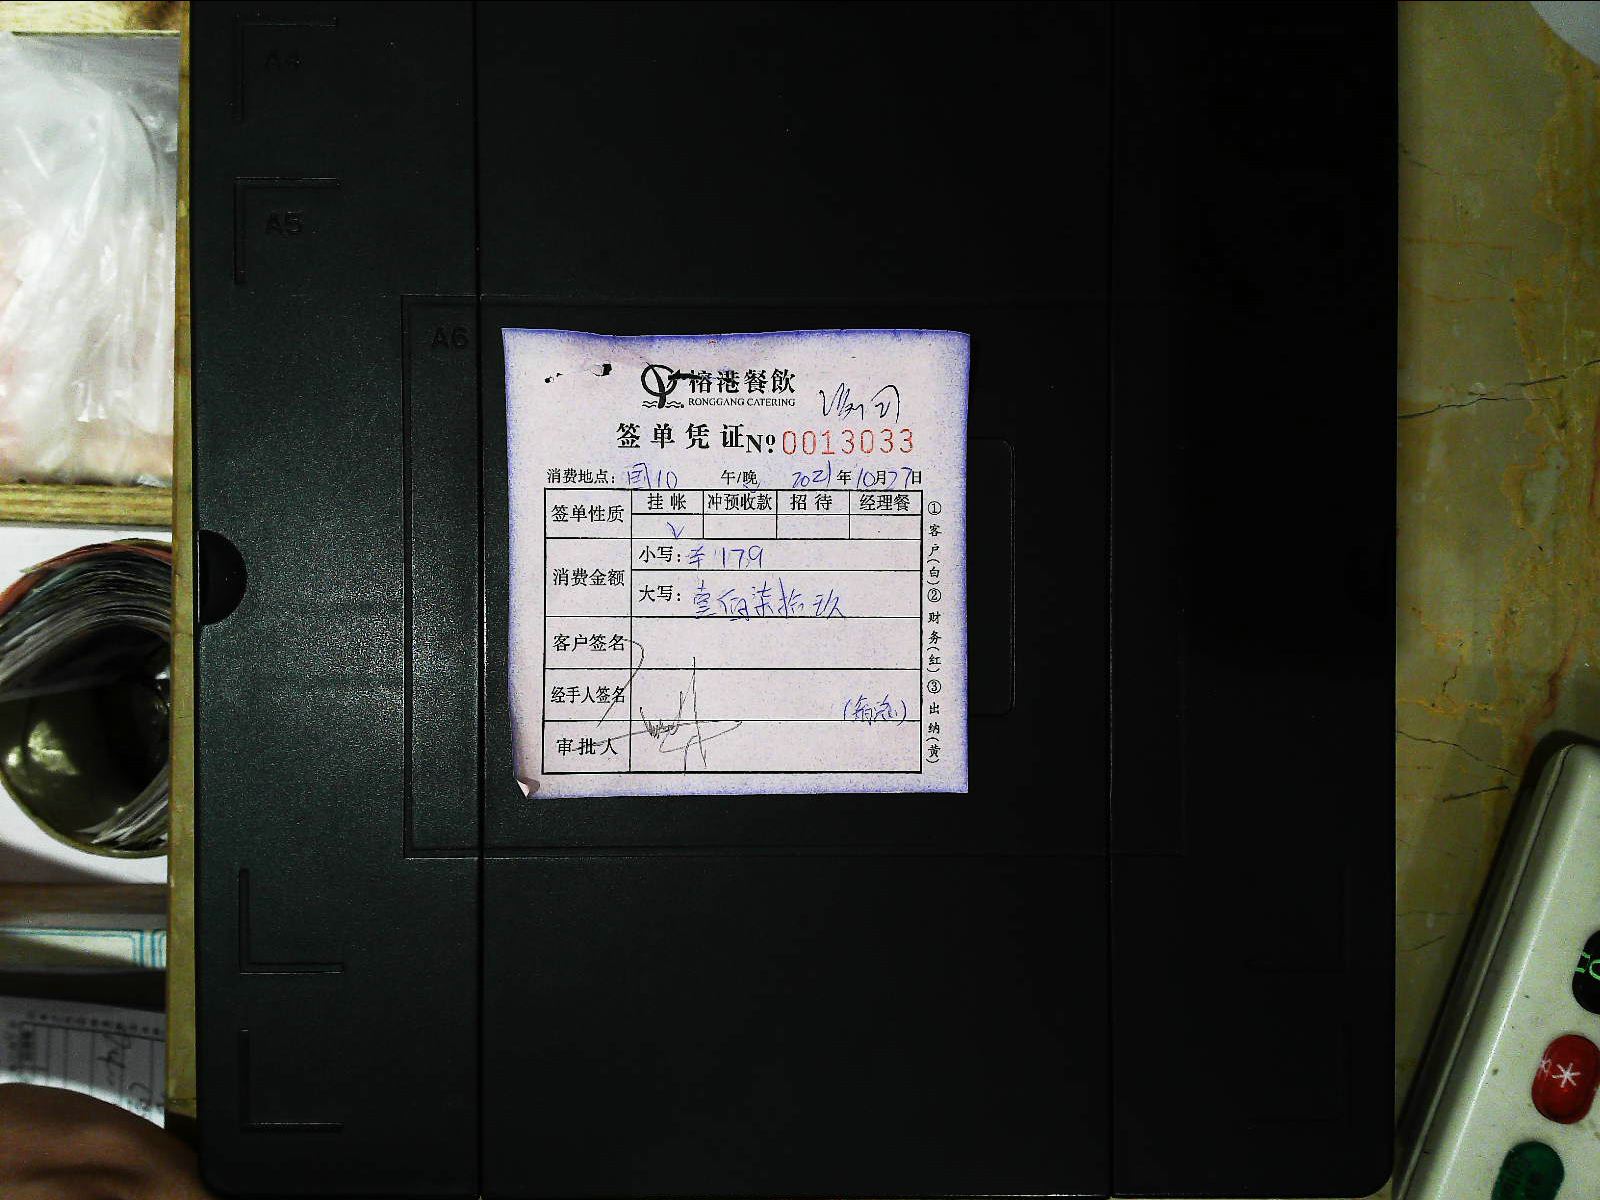 A4
A5
A6
榕港餐飲
RONGGANG CATERING
签单凭证 №0013033
消费地点：国10 午/晚 2021年10月27日
签单性质 挂帐 冲预收款 招待 经理餐
√
消费金额 小写：¥179
大写：壹佰柒拾玖
客户签名
经手人签名
审批人
①客户(白)②财务(红)③出纳(黄)